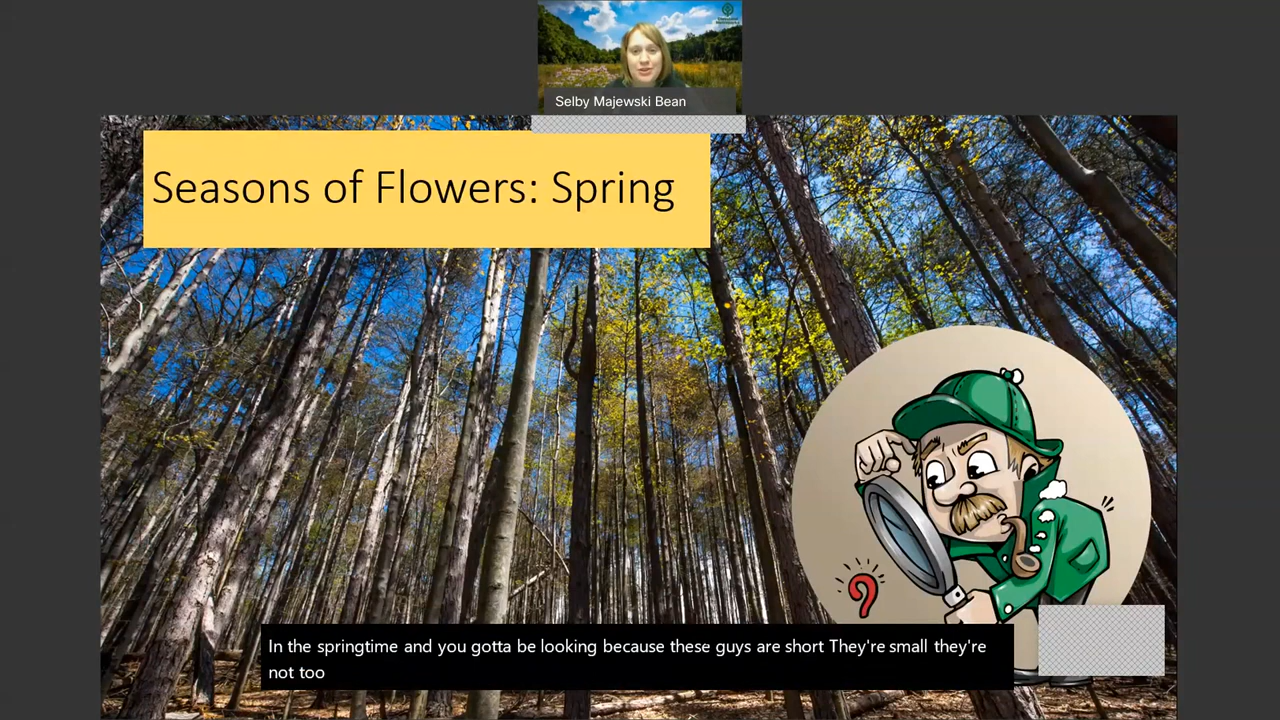 Selby Majewski Bean
Seasons of Flowers: Spring
In the springtime and you gotta be looking because these guys are short They're small they're
not too